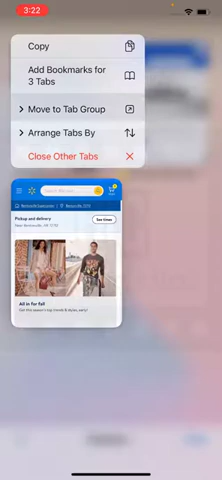 3:22
Copy
Add Bookmarks for
3 Tabs
Move to Tab Group
Arrange Tabs By
Close Other Tabs
Pickup and delivery
See times
All in for fall